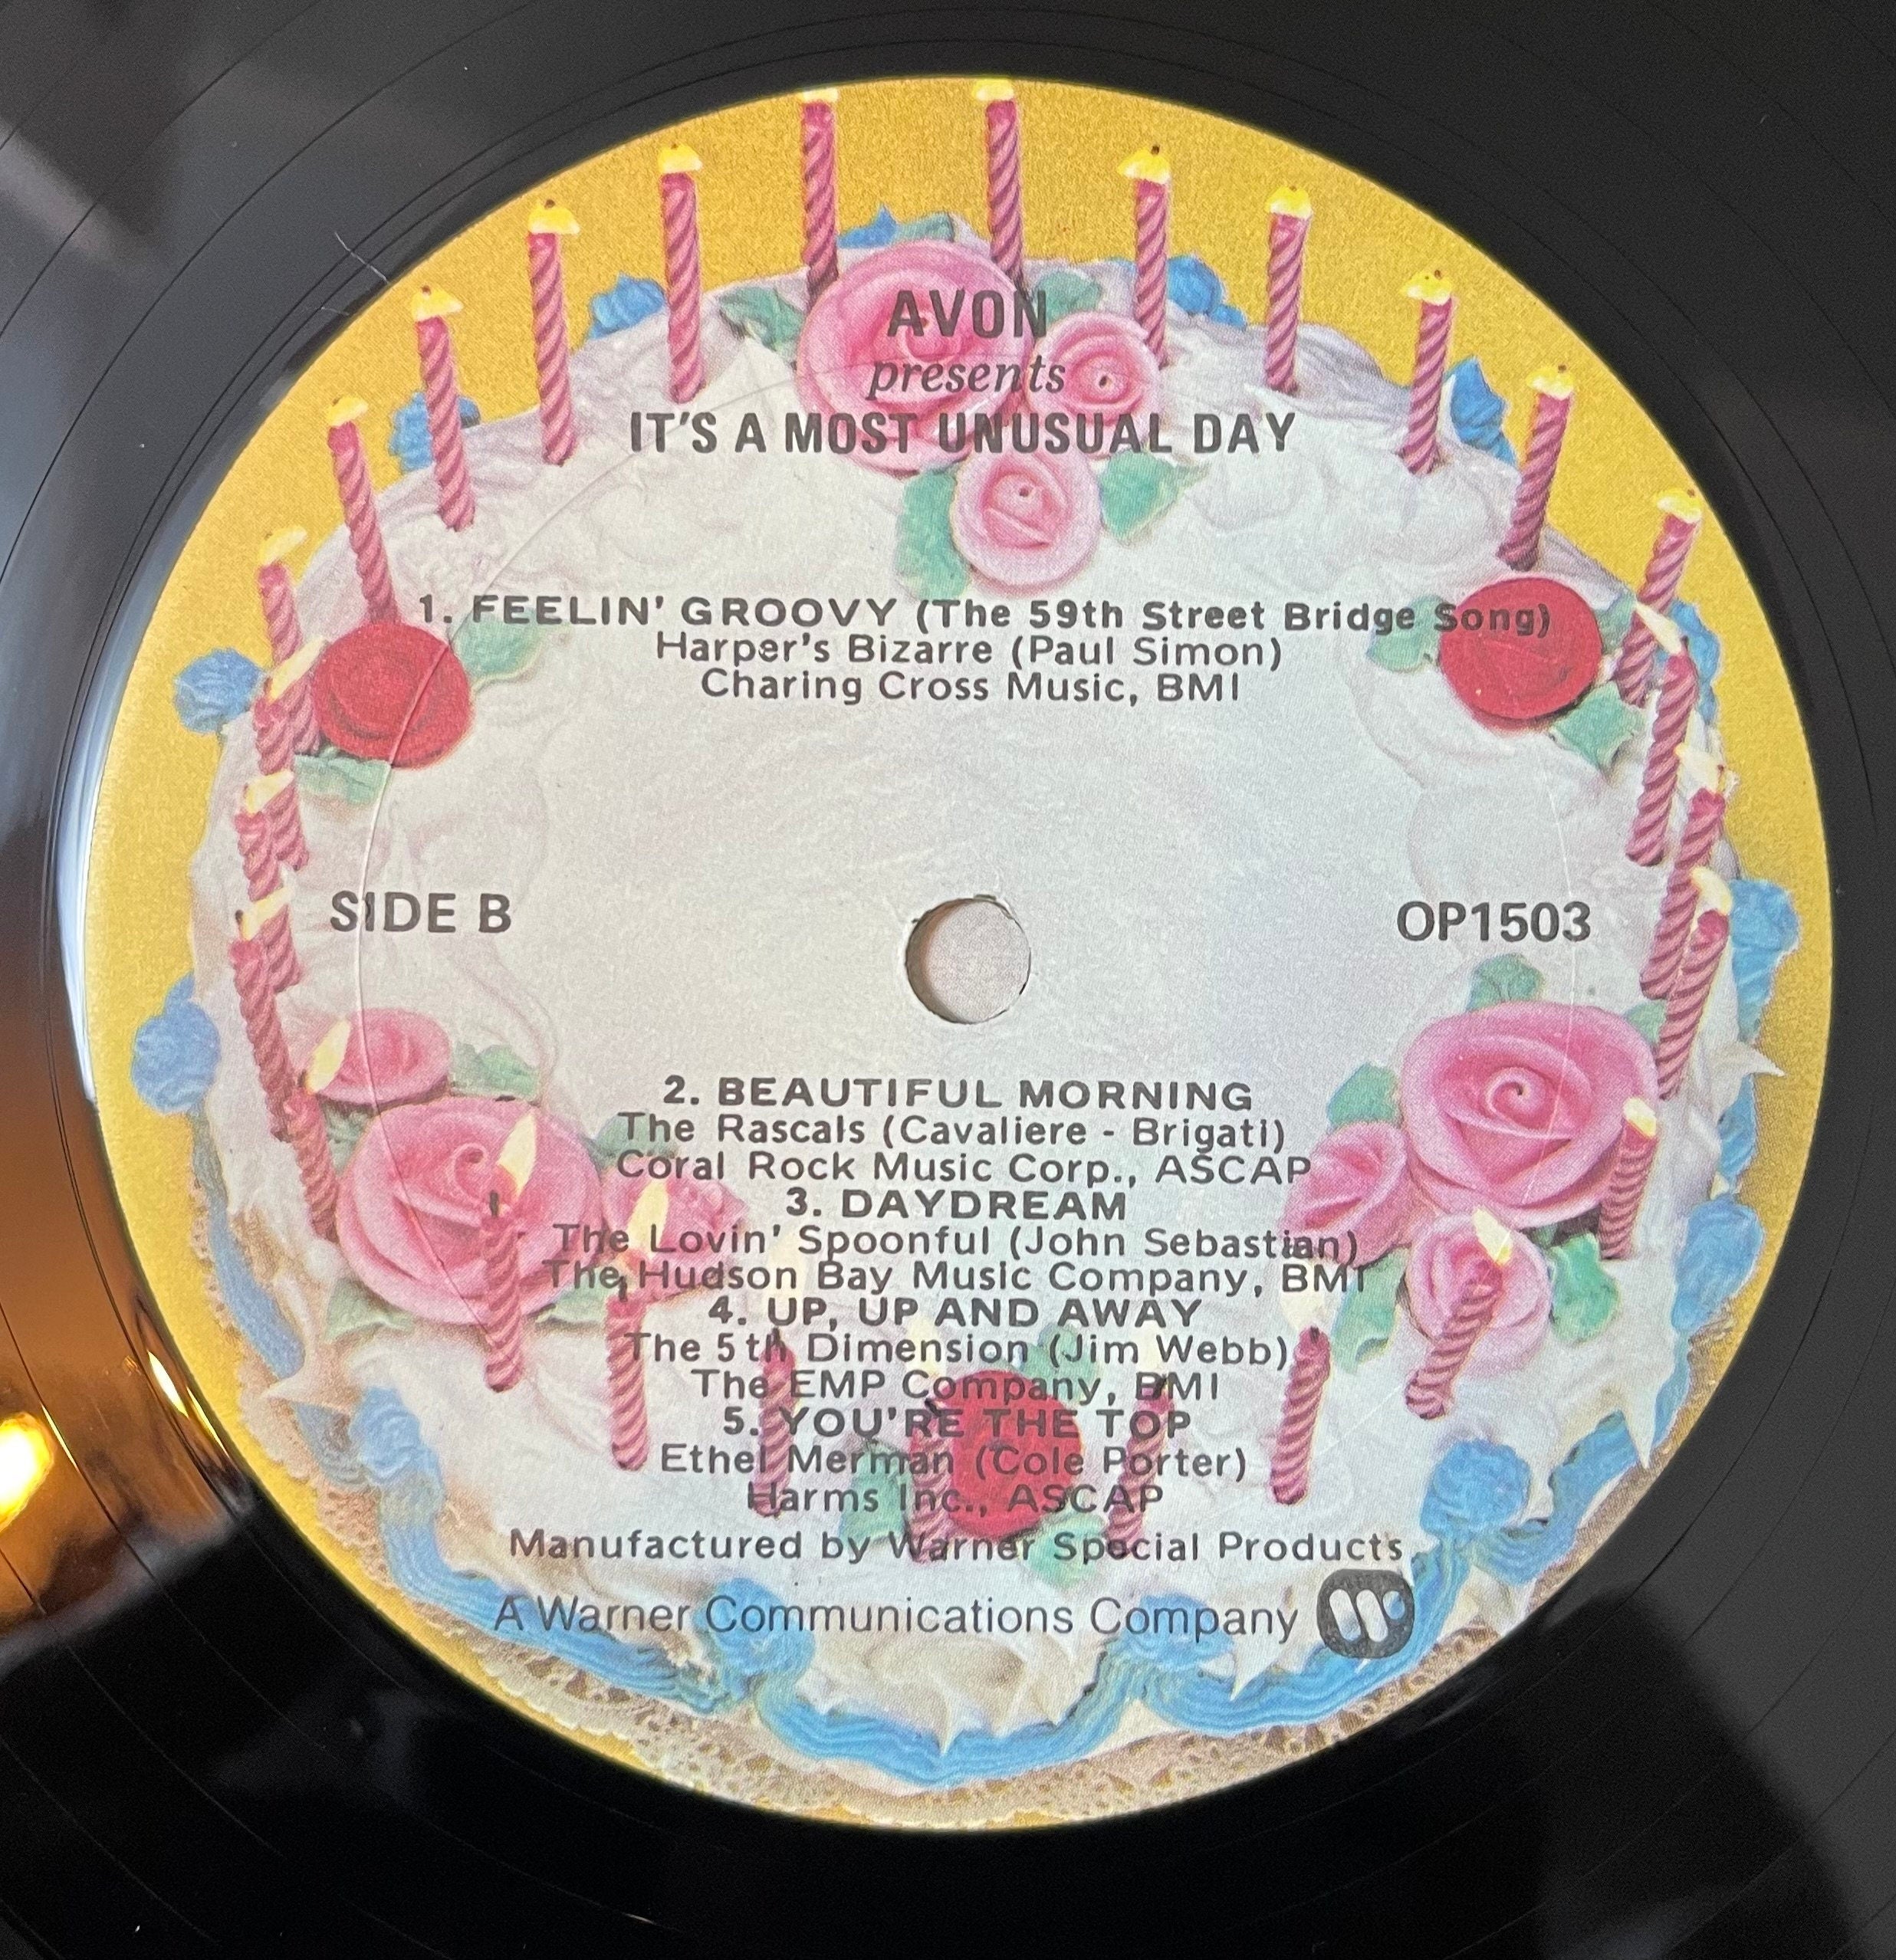 AVON
presents
IT'S A MOST UNUSUAL DAY
1. FEELIN' GROOVY (The 59th Street Bridge Song)
Harper's Bizarre (Paul Simon)
Charing Cross Music, BMI
SIDE B
OP1503
2. BEAUTIFUL MORNING
The Rascals (Cavaliere - Brigati)
Coral Rock Music Corp., ASCAP
3. DAYDREAM
The Lovin' Spoonful (John Sebastian)
The Hudson Bay Music Company, BMI
4. UP, UP AND AWAY
The 5th Dimension (Jim Webb)
The EMP Company, BMI
5. YOU'RE THE TOP
Ethel Merman (Cole Porter)
Harms Inc., ASCAP
Manufactured by Warner Special Products
A Warner Communications Company